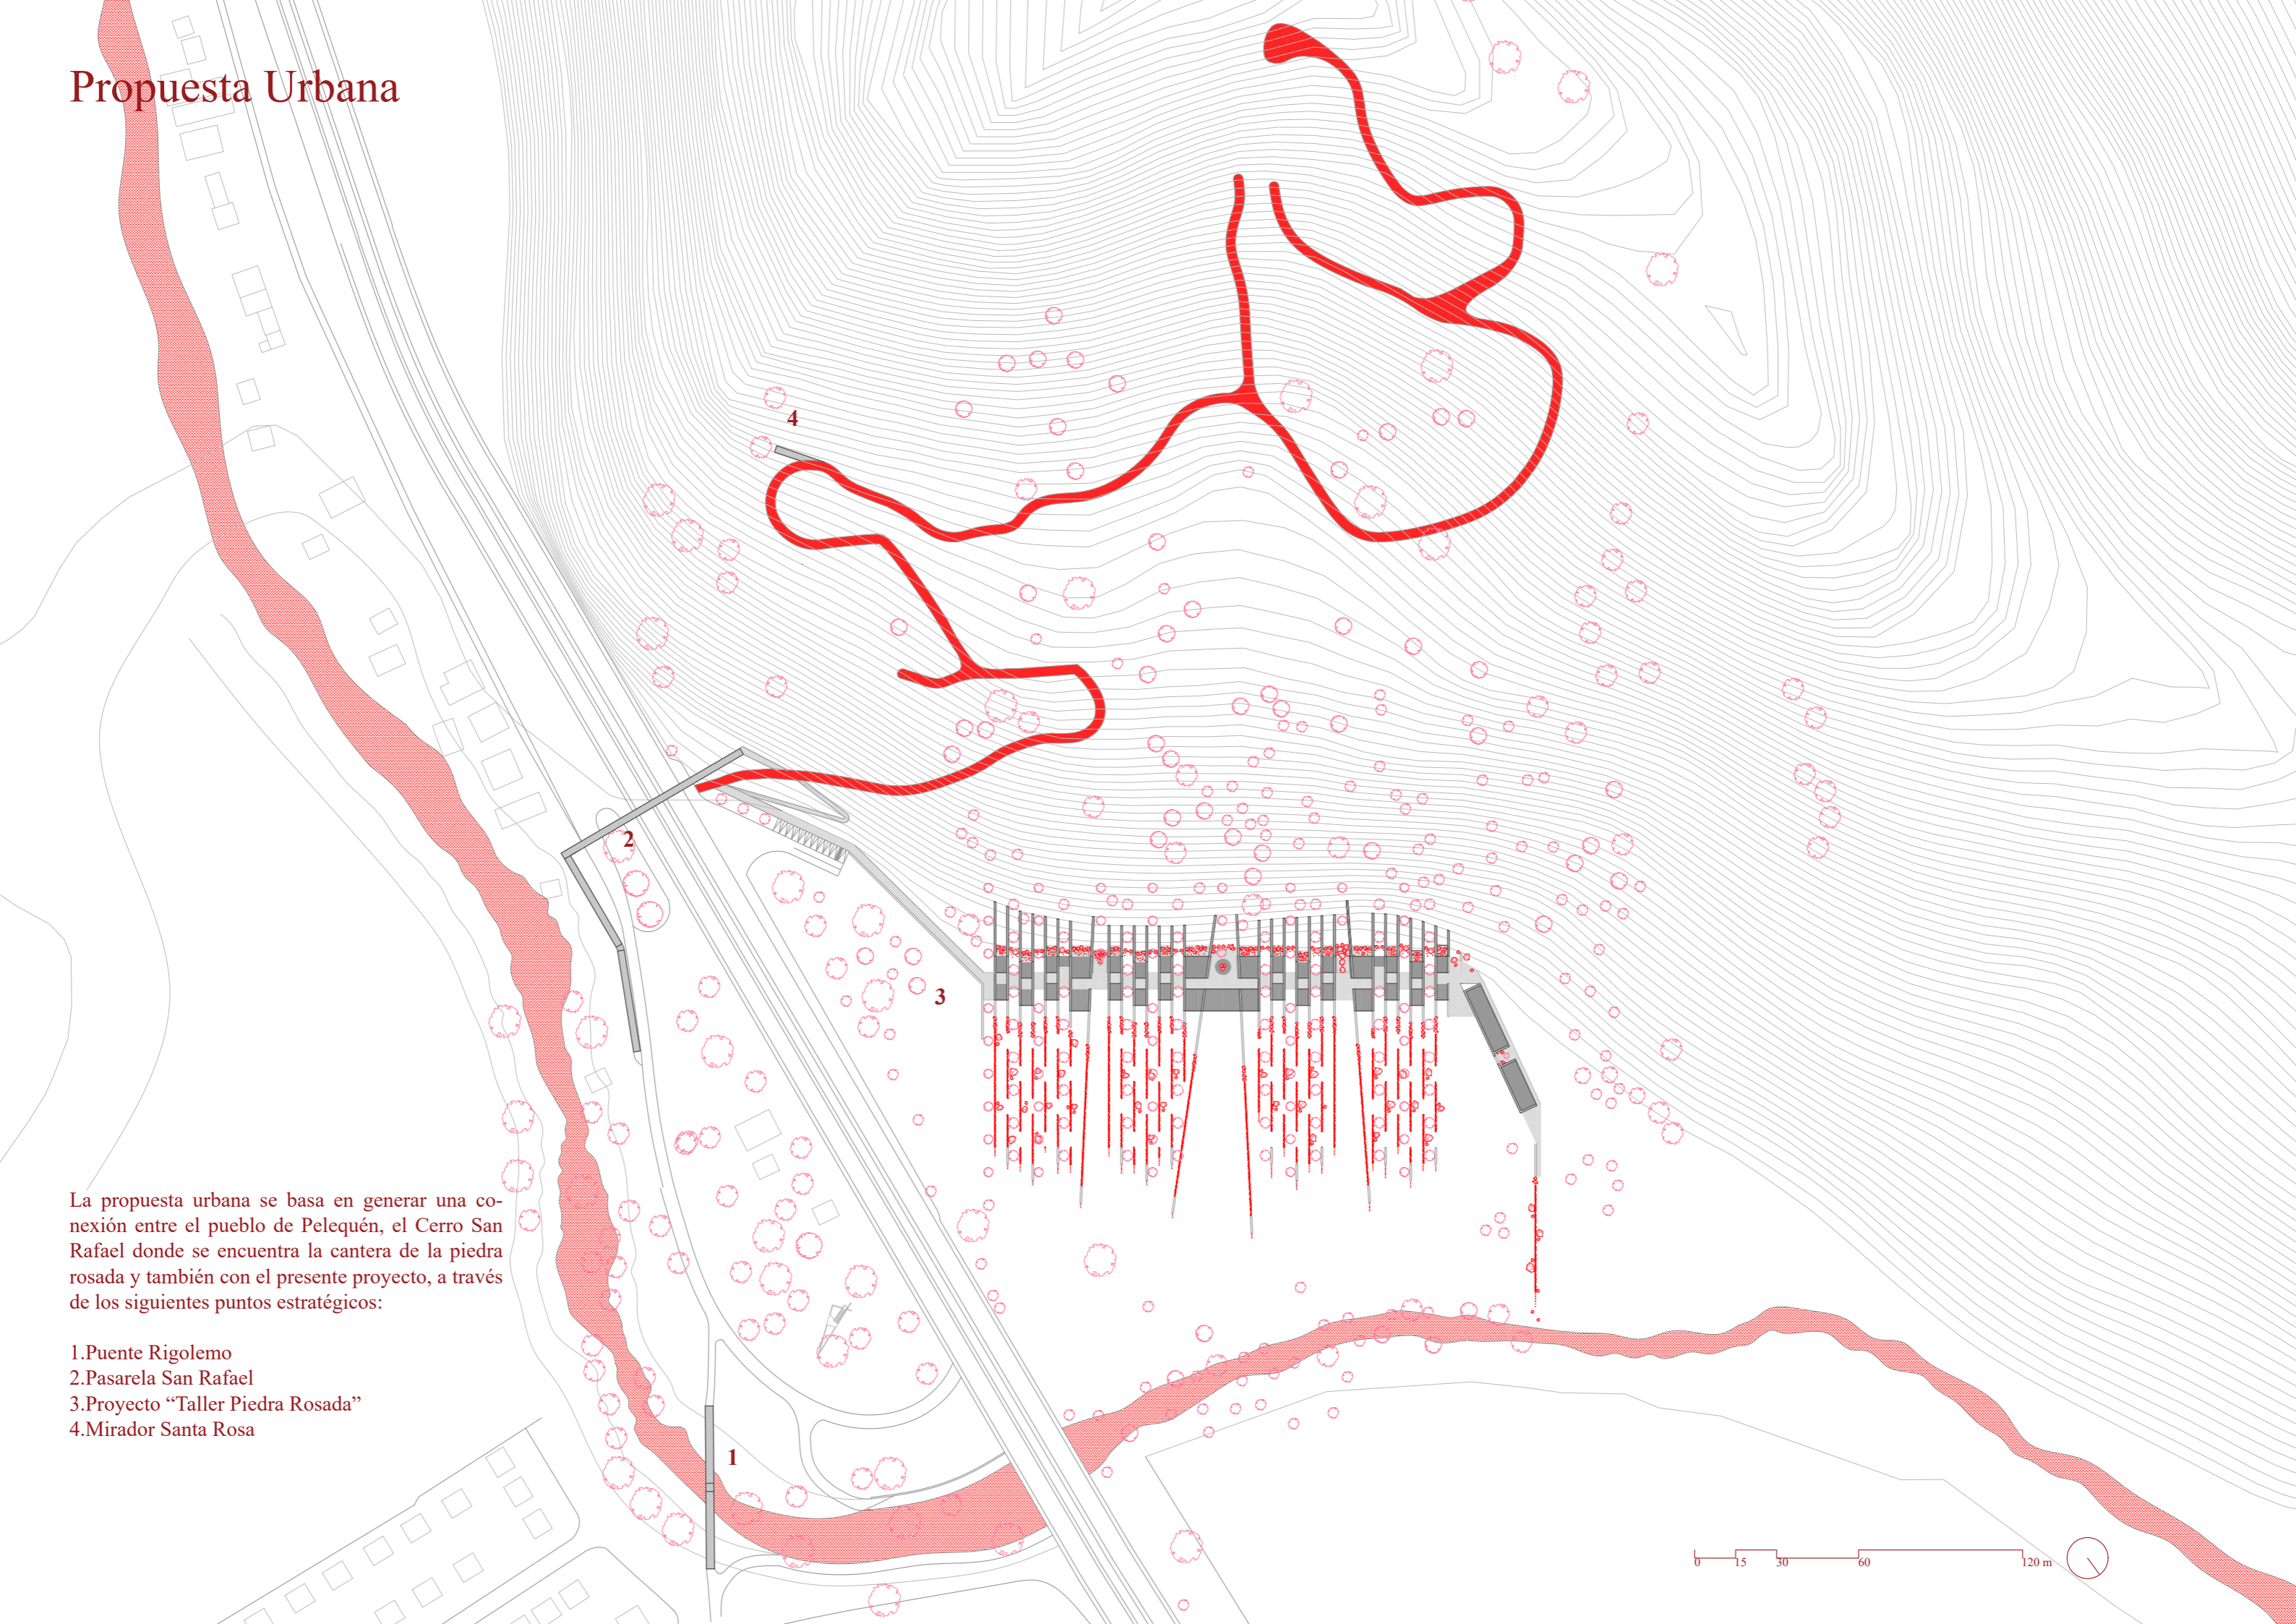 Propuesta Urbana
4
2
3
La propuesta urbana se basa en generar una co-
nexión entre el pueblo de Pelequén, el Cerro San
Rafael donde se encuentra la cantera de la piedra
rosada y también con el presente proyecto, a través
de los siguientes puntos estratégicos:
1.Puente Rigolemo
2.Pasarela San Rafael
3.Proyecto “Taller Piedra Rosada”
4.Mirador Santa Rosa
1
0 15 30 60 120 m